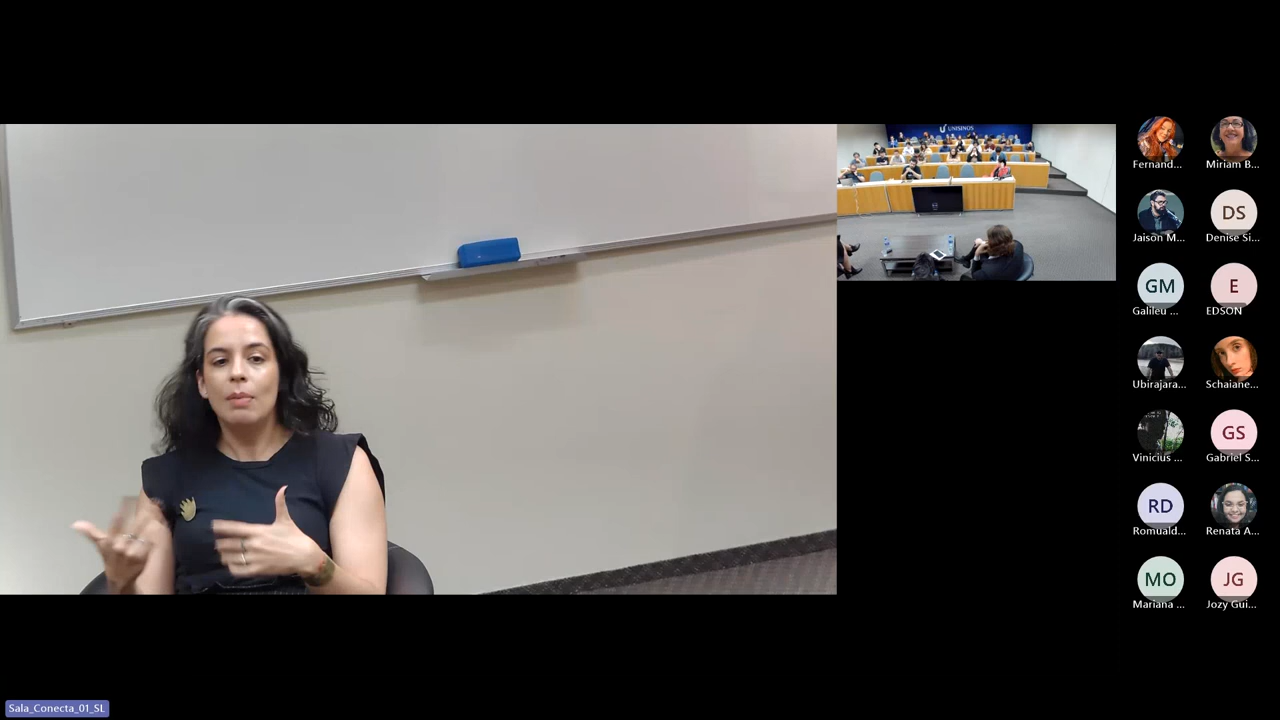 UNISINOS
Fernand...
Miriam B...
Jaison M...
DS
Denise Si...
GM
Galileu ...
E
EDSON
Ubirajara...
Schaiane...
Vinicius ...
GS
Gabriel S...
RD
Romuald...
Renata A...
MO
Mariana ...
JG
Jozy Gui...
Sala_Conecta_01_SL